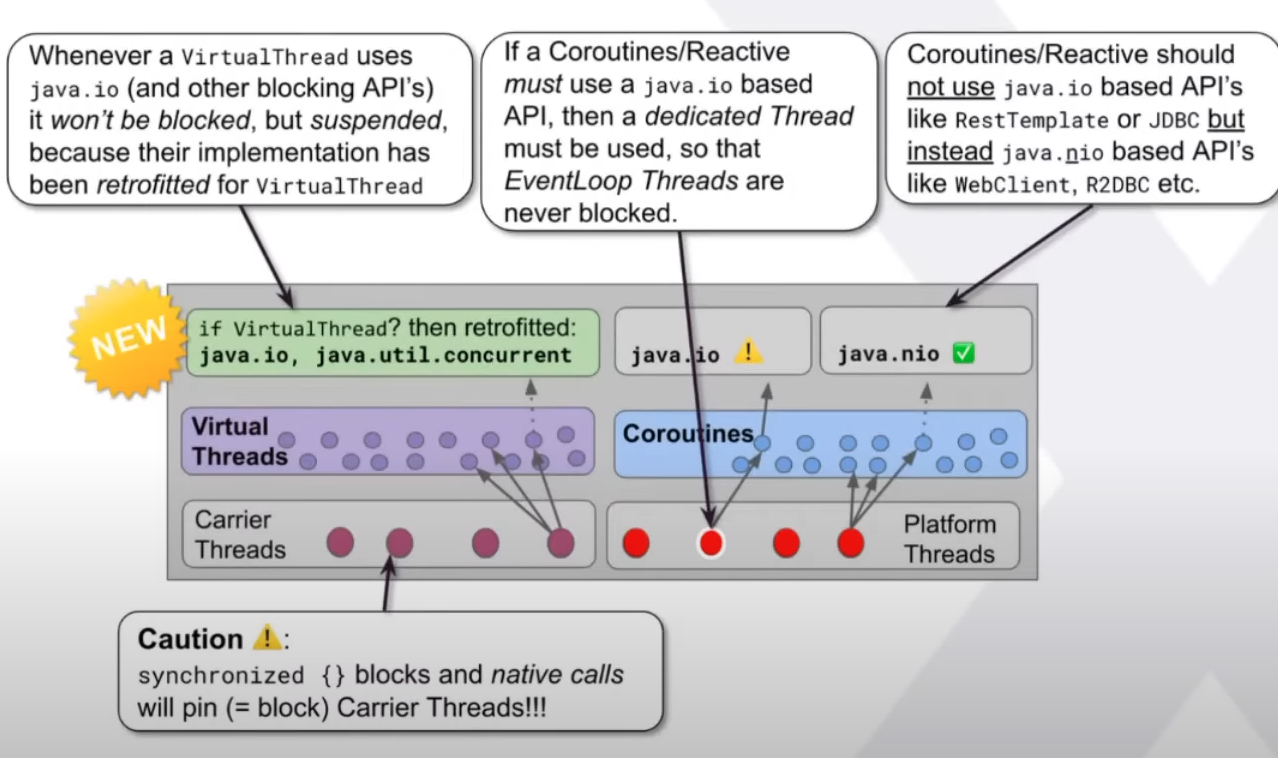 Whenever a VirtualThread uses
java.io (and other blocking API's)
it won't be blocked, but suspended,
because their implementation has
been retrofitted for VirtualThread
If a Coroutines/Reactive
must use a java.io based
API, then a dedicated Thread
must be used, so that
EventLoop Threads are
never blocked.
Coroutines/Reactive should
not use java.io based API's
like RestTemplate or JDBC but
instead java.nio based API's
like WebClient, R2DBC etc.
NEW
if VirtualThread? then retrofitted:
java.io, java.util.concurrent
java.io ⚠️
java.nio ✅
Virtual
Threads
Coroutines
Carrier
Threads
Platform
Threads
Caution ⚠️:
synchronized {} blocks and native calls
will pin (= block) Carrier Threads!!!